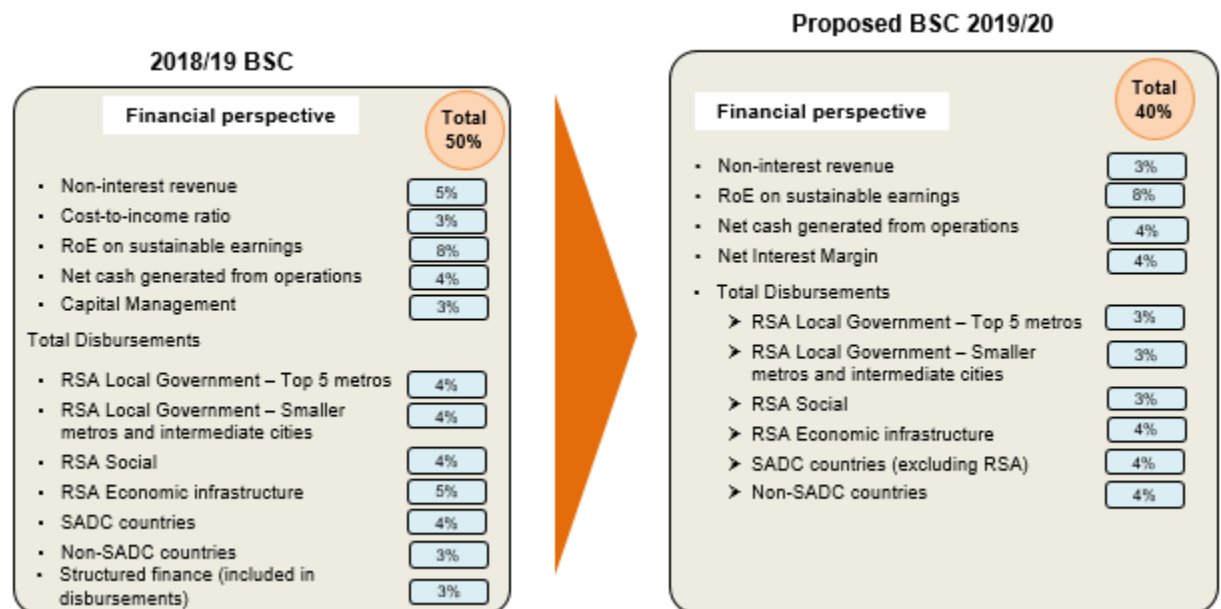 2018/19 BSC
Financial perspective
Total
50%
▪ Non-interest revenue 5%
▪ Cost-to-income ratio 3%
▪ RoE on sustainable earnings 8%
▪ Net cash generated from operations 4%
▪ Capital Management 3%
Total Disbursements
▪ RSA Local Government – Top 5 metros 4%
▪ RSA Local Government – Smaller
metros and intermediate cities 4%
▪ RSA Social 4%
▪ RSA Economic infrastructure 5%
▪ SADC countries 4%
▪ Non-SADC countries 3%
▪ Structured finance (included in
disbursements) 3%
Proposed BSC 2019/20
Financial perspective
Total
40%
▪ Non-interest revenue 3%
▪ RoE on sustainable earnings 8%
▪ Net cash generated from operations 4%
▪ Net Interest Margin 4%
▪ Total Disbursements
➢ RSA Local Government – Top 5 metros 3%
➢ RSA Local Government – Smaller
metros and intermediate cities 3%
➢ RSA Social 3%
➢ RSA Economic infrastructure 4%
➢ SADC countries (excluding RSA) 4%
➢ Non-SADC countries 4%